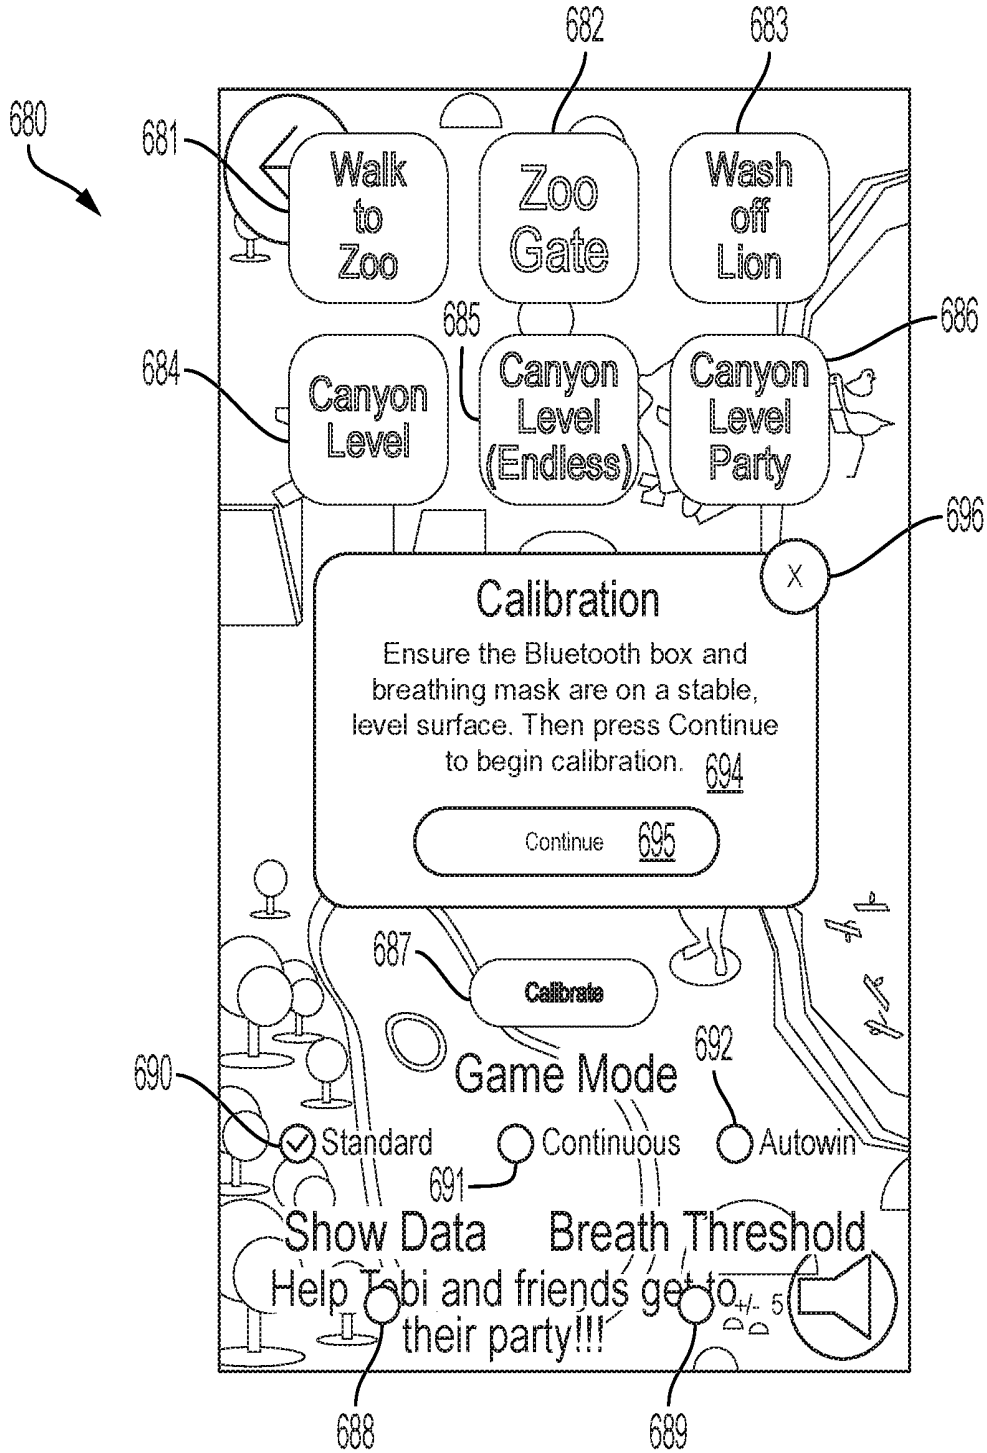 682
683
680
681
Walk
to
Zoo
Zoo
Gate
Wash
off
Lion
685
686
684
Canyon
Level
Canyon
Level
(Endless)
Canyon
Level
Party
696
X
Calibration
Ensure the Bluetooth box and
breathing mask are on a stable,
level surface. Then press Continue
to begin calibration.
694
Continue
695
687
Calibrate
692
690
Game Mode
Standard
Continuous
Autowin
691
Show Data
Breath Threshold
Help Tobi and friends get to
+/- 5
their party!!!
688
689